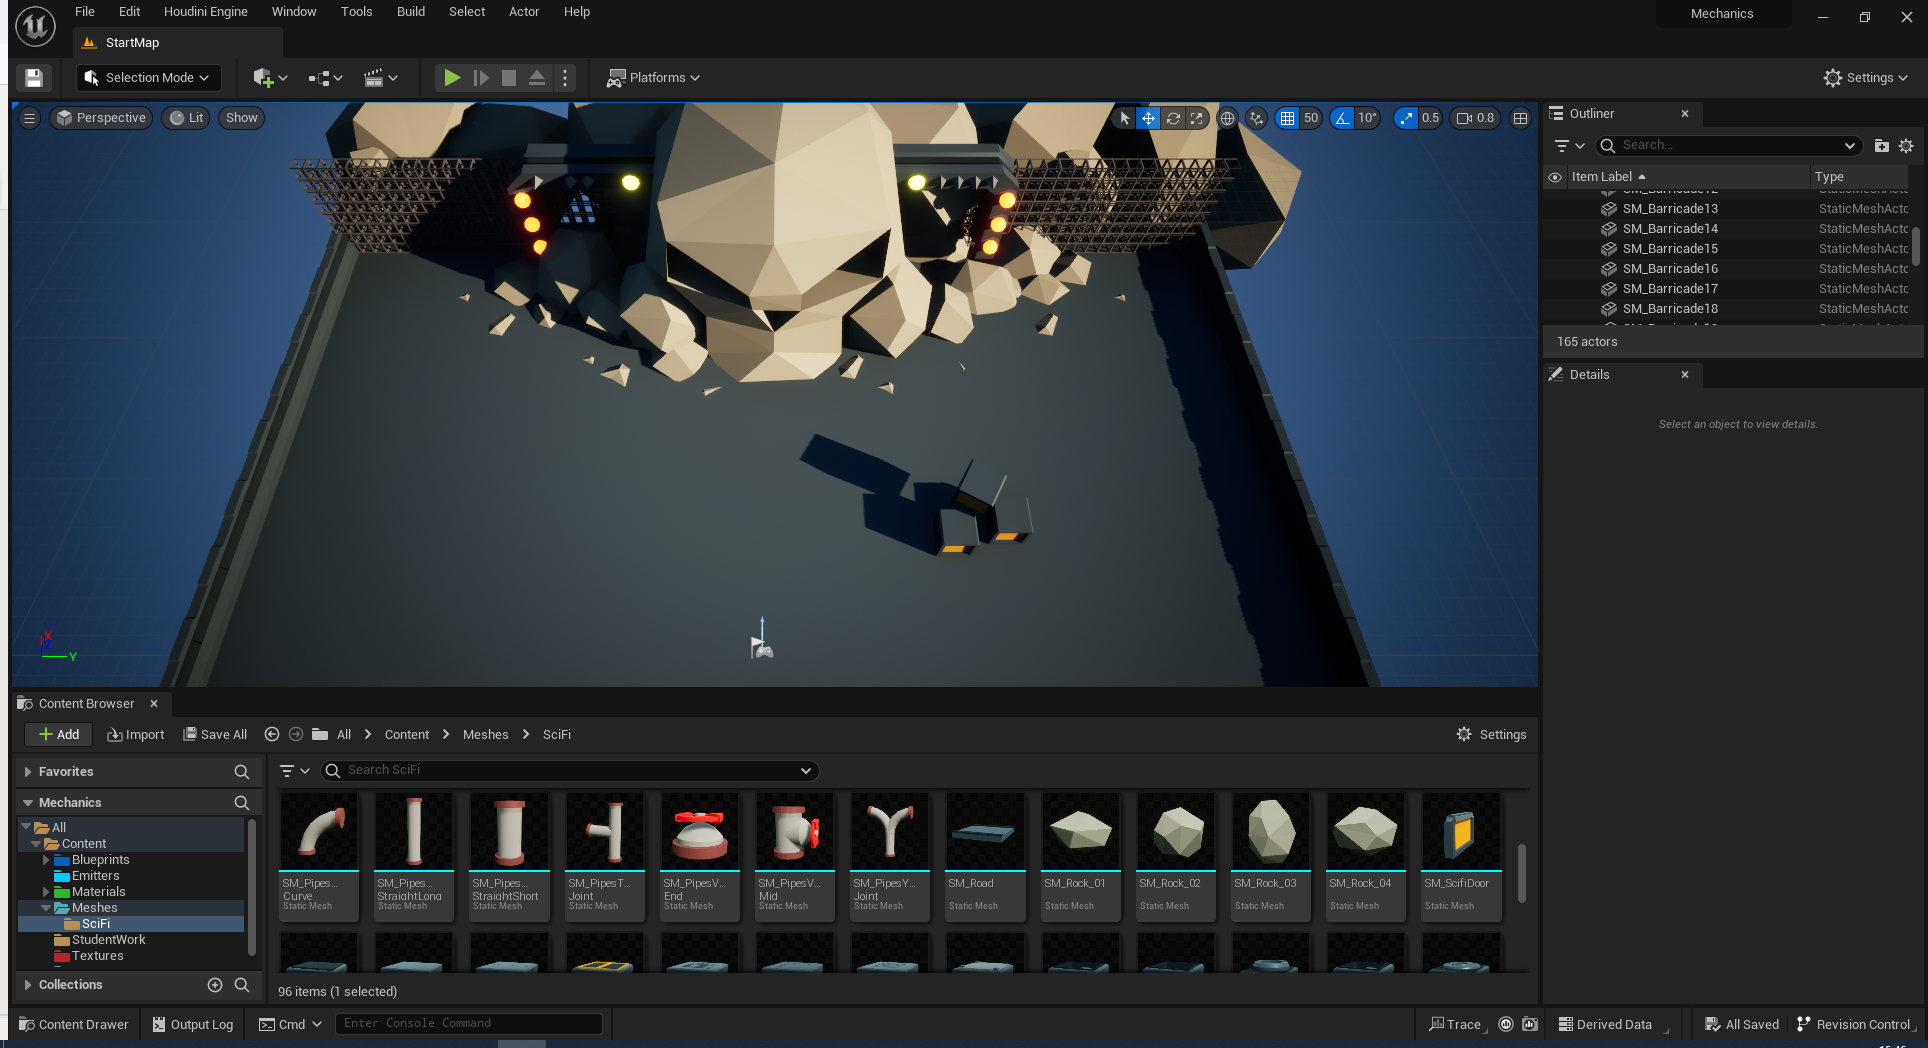 File Edit Houdini Engine Window Tools Build Select Actor Help
Mechanics
StartMap
Selection Mode
Platforms
Settings
Perspective Lit Show
50 10° 0.5 0.8
Outliner
Search...
Item Label Type
SM_Barricade12 StaticMeshActo
SM_Barricade13 StaticMeshActo
SM_Barricade14 StaticMeshActo
SM_Barricade15 StaticMeshActo
SM_Barricade16 StaticMeshActo
SM_Barricade17 StaticMeshActo
SM_Barricade18 StaticMeshActo
165 actors
Details
Select an object to view details.
X
Y
Content Browser
Add Import Save All All Content Meshes SciFi Settings
Favorites
Mechanics
All
Content
Blueprints
Emitters
Materials
Meshes
SciFi
StudentWork
Textures
Collections
Search SciFi
SM_Pipes... SM_Pipes... SM_Pipes... SM_PipesT... SM_PipesV... SM_PipesV... SM_PipesY... SM_Road SM_Rock_01 SM_Rock_02 SM_Rock_03 SM_Rock_04 SM_ScifiDoor
Curve StraightLong StraightShort Joint End Mid Joint
Static Mesh Static Mesh Static Mesh Static Mesh Static Mesh Static Mesh Static Mesh Static Mesh Static Mesh Static Mesh Static Mesh Static Mesh Static Mesh
96 items (1 selected)
Content Drawer Output Log Cmd Enter Console Command Trace Derived Data All Saved Revision Control